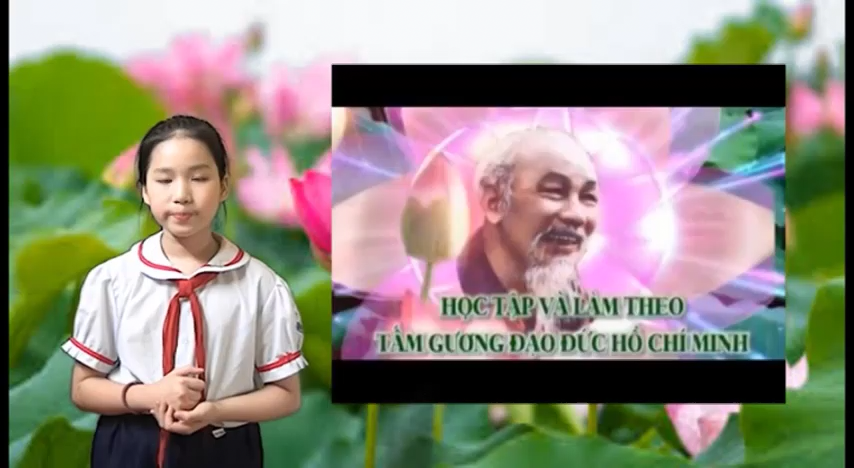 HỌC TẬP VÀ LÀM THEO
TẤM GƯƠNG ĐẠO ĐỨC HỒ CHÍ MINH